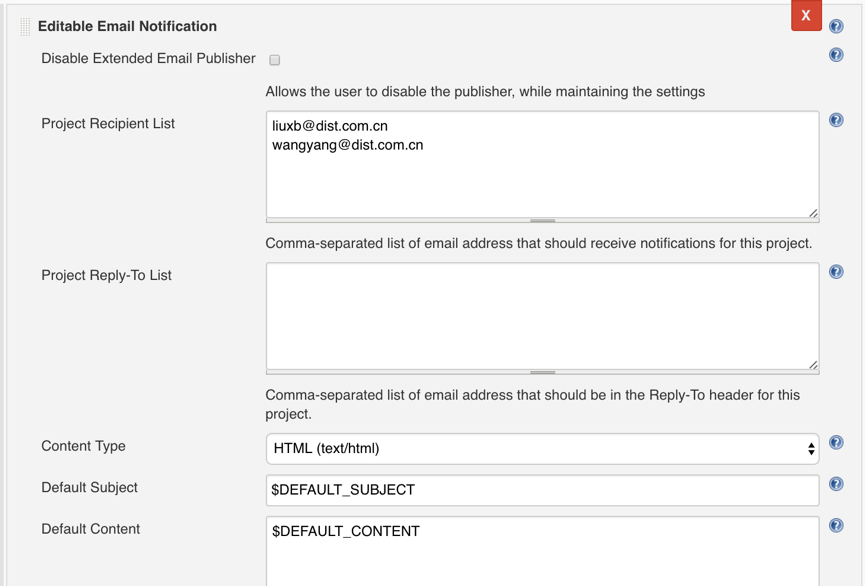 Editable Email Notification
X
Disable Extended Email Publisher
Allows the user to disable the publisher, while maintaining the settings
Project Recipient List
liuxb@dist.com.cn
wangyang@dist.com.cn
Comma-separated list of email address that should receive notifications for this project.
Project Reply-To List
Comma-separated list of email address that should be in the Reply-To header for this
project.
Content Type
HTML (text/html)
Default Subject
$DEFAULT_SUBJECT
Default Content
$DEFAULT_CONTENT